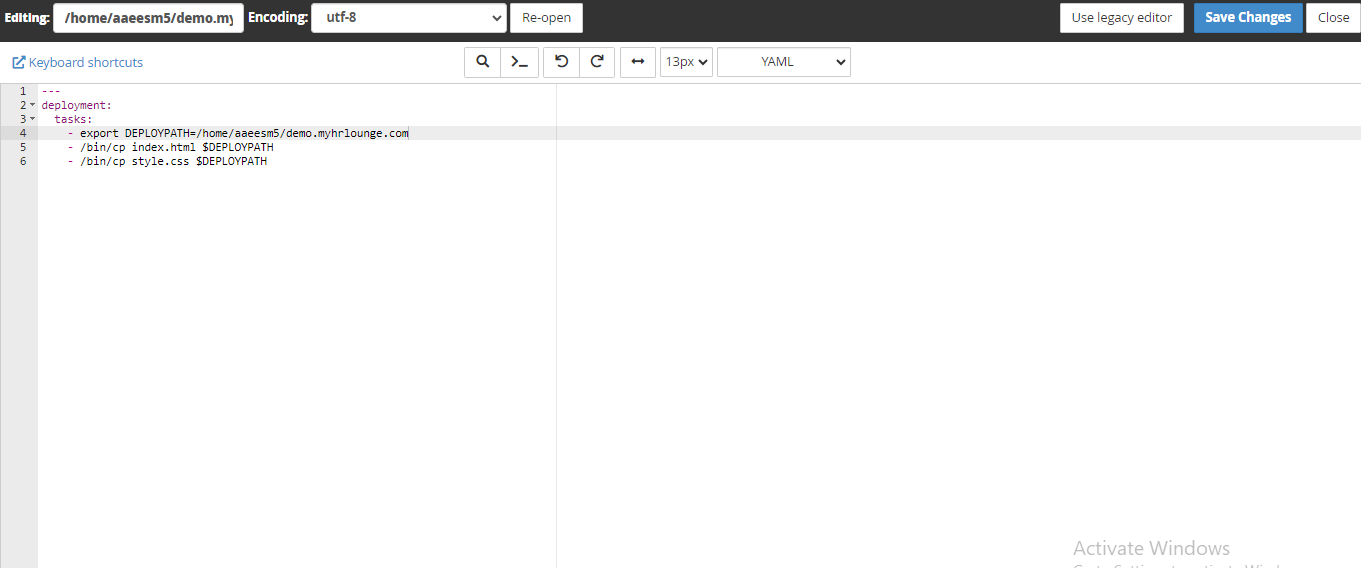 Editing: /home/aaeesm5/demo.my Encoding: utf-8 Re-open Use legacy editor Save Changes Close
Keyboard shortcuts 13px YAML
1 ---
2 deployment:
3 tasks:
4 - export DEPLOYPATH=/home/aaeesm5/demo.myhrlounge.com
5 - /bin/cp index.html $DEPLOYPATH
6 - /bin/cp style.css $DEPLOYPATH
Activate Windows